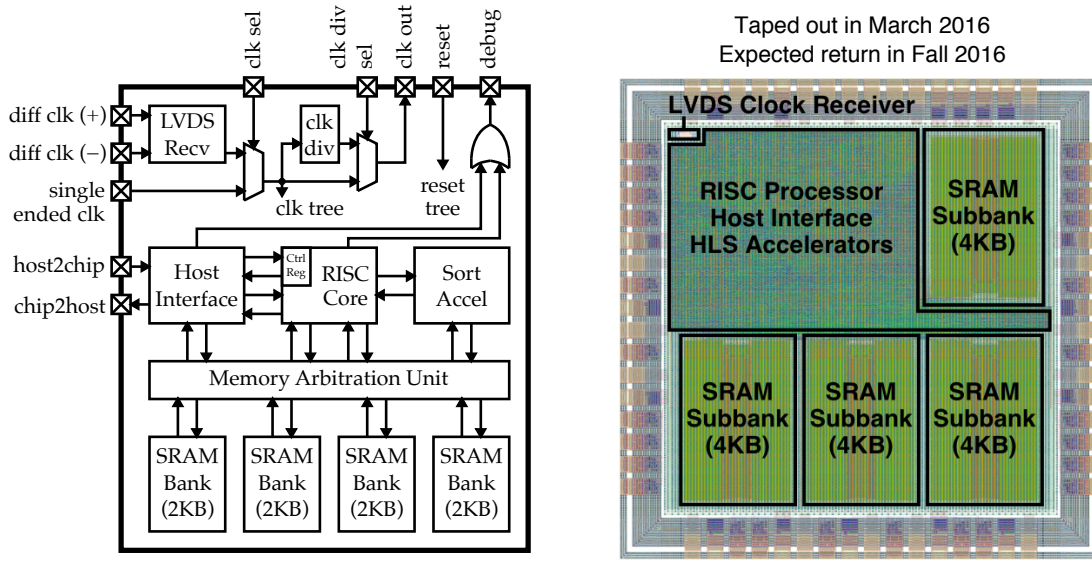 clk sel
clk div
sel
clk out
reset
debug
diff clk (+)
diff clk (−)
single
ended clk
host2chip
chip2host
LVDS
Recv
clk
div
clk tree
reset
tree
Host
Interface
Ctrl
Reg
RISC
Core
Sort
Accel
Memory Arbitration Unit
SRAM
Bank
(2KB)
SRAM
Bank
(2KB)
SRAM
Bank
(2KB)
SRAM
Bank
(2KB)
Taped out in March 2016
Expected return in Fall 2016
LVDS Clock Receiver
RISC Processor
Host Interface
HLS Accelerators
SRAM
Subbank
(4KB)
SRAM
Subbank
(4KB)
SRAM
Subbank
(4KB)
SRAM
Subbank
(4KB)